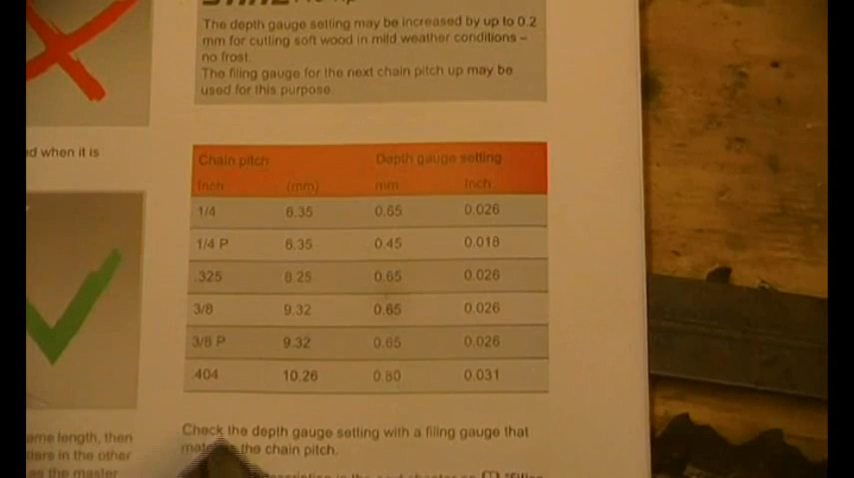 The depth gauge setting may be increased by up to 0.2
mm for cutting soft wood in mild weather conditions –
no frost.
The filing gauge for the next chain pitch up may be
used for this purpose.
d when it is
Chain pitch Depth gauge setting
Inch (mm) mm Inch
1/4 6.35 0.65 0.026
1/4 P 6.35 0.45 0.018
.325 8.25 0.65 0.026
3/8 9.32 0.65 0.026
3/8 P 9.32 0.65 0.026
.404 10.26 0.80 0.031
Check the depth gauge setting with a filing gauge that
the chain pitch.
ame length, then
in the other
as the master